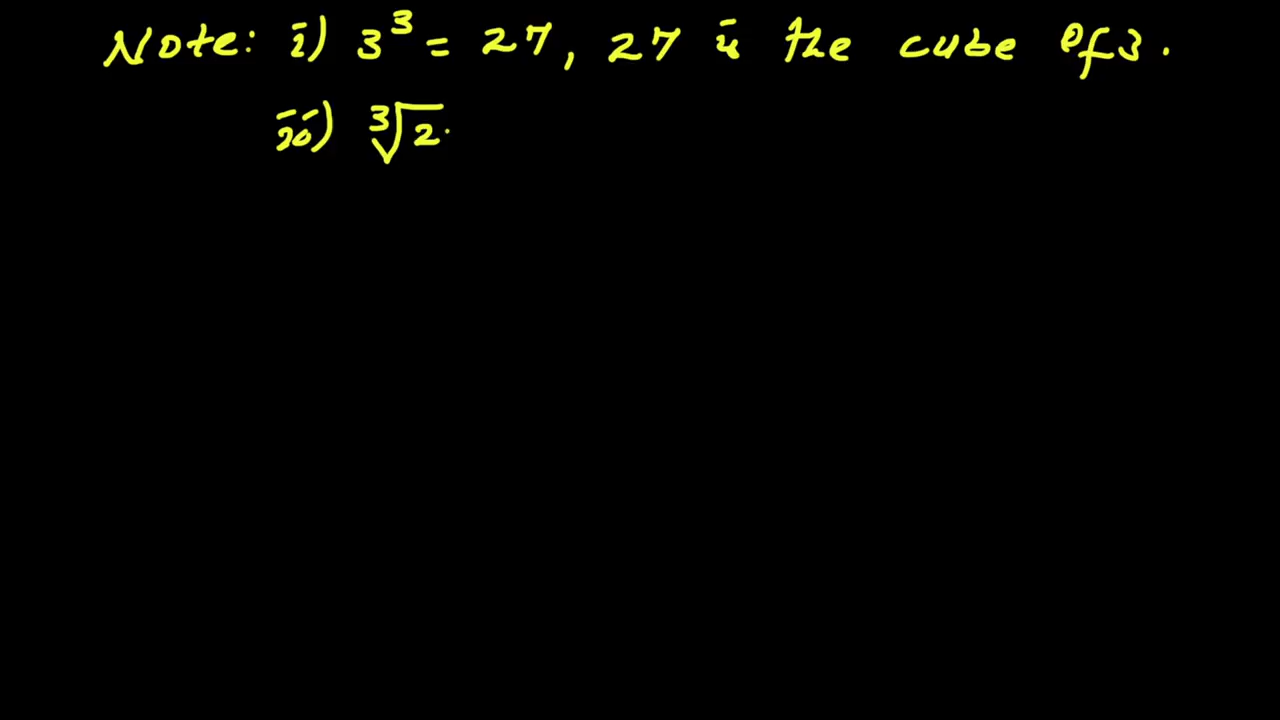 Note: i) 3³ = 27, 27 is the cube of 3.
ii) ∛2